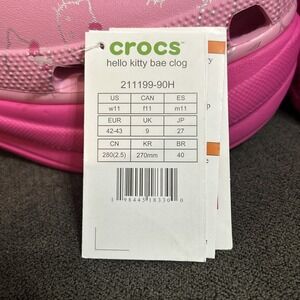 crocs™
hello kitty bae clog
211199-90H
US CAN ES
w11 f11 m11
EUR UK JP
42-43 9 27
CN KR BR
280(2.5) 270mm 40